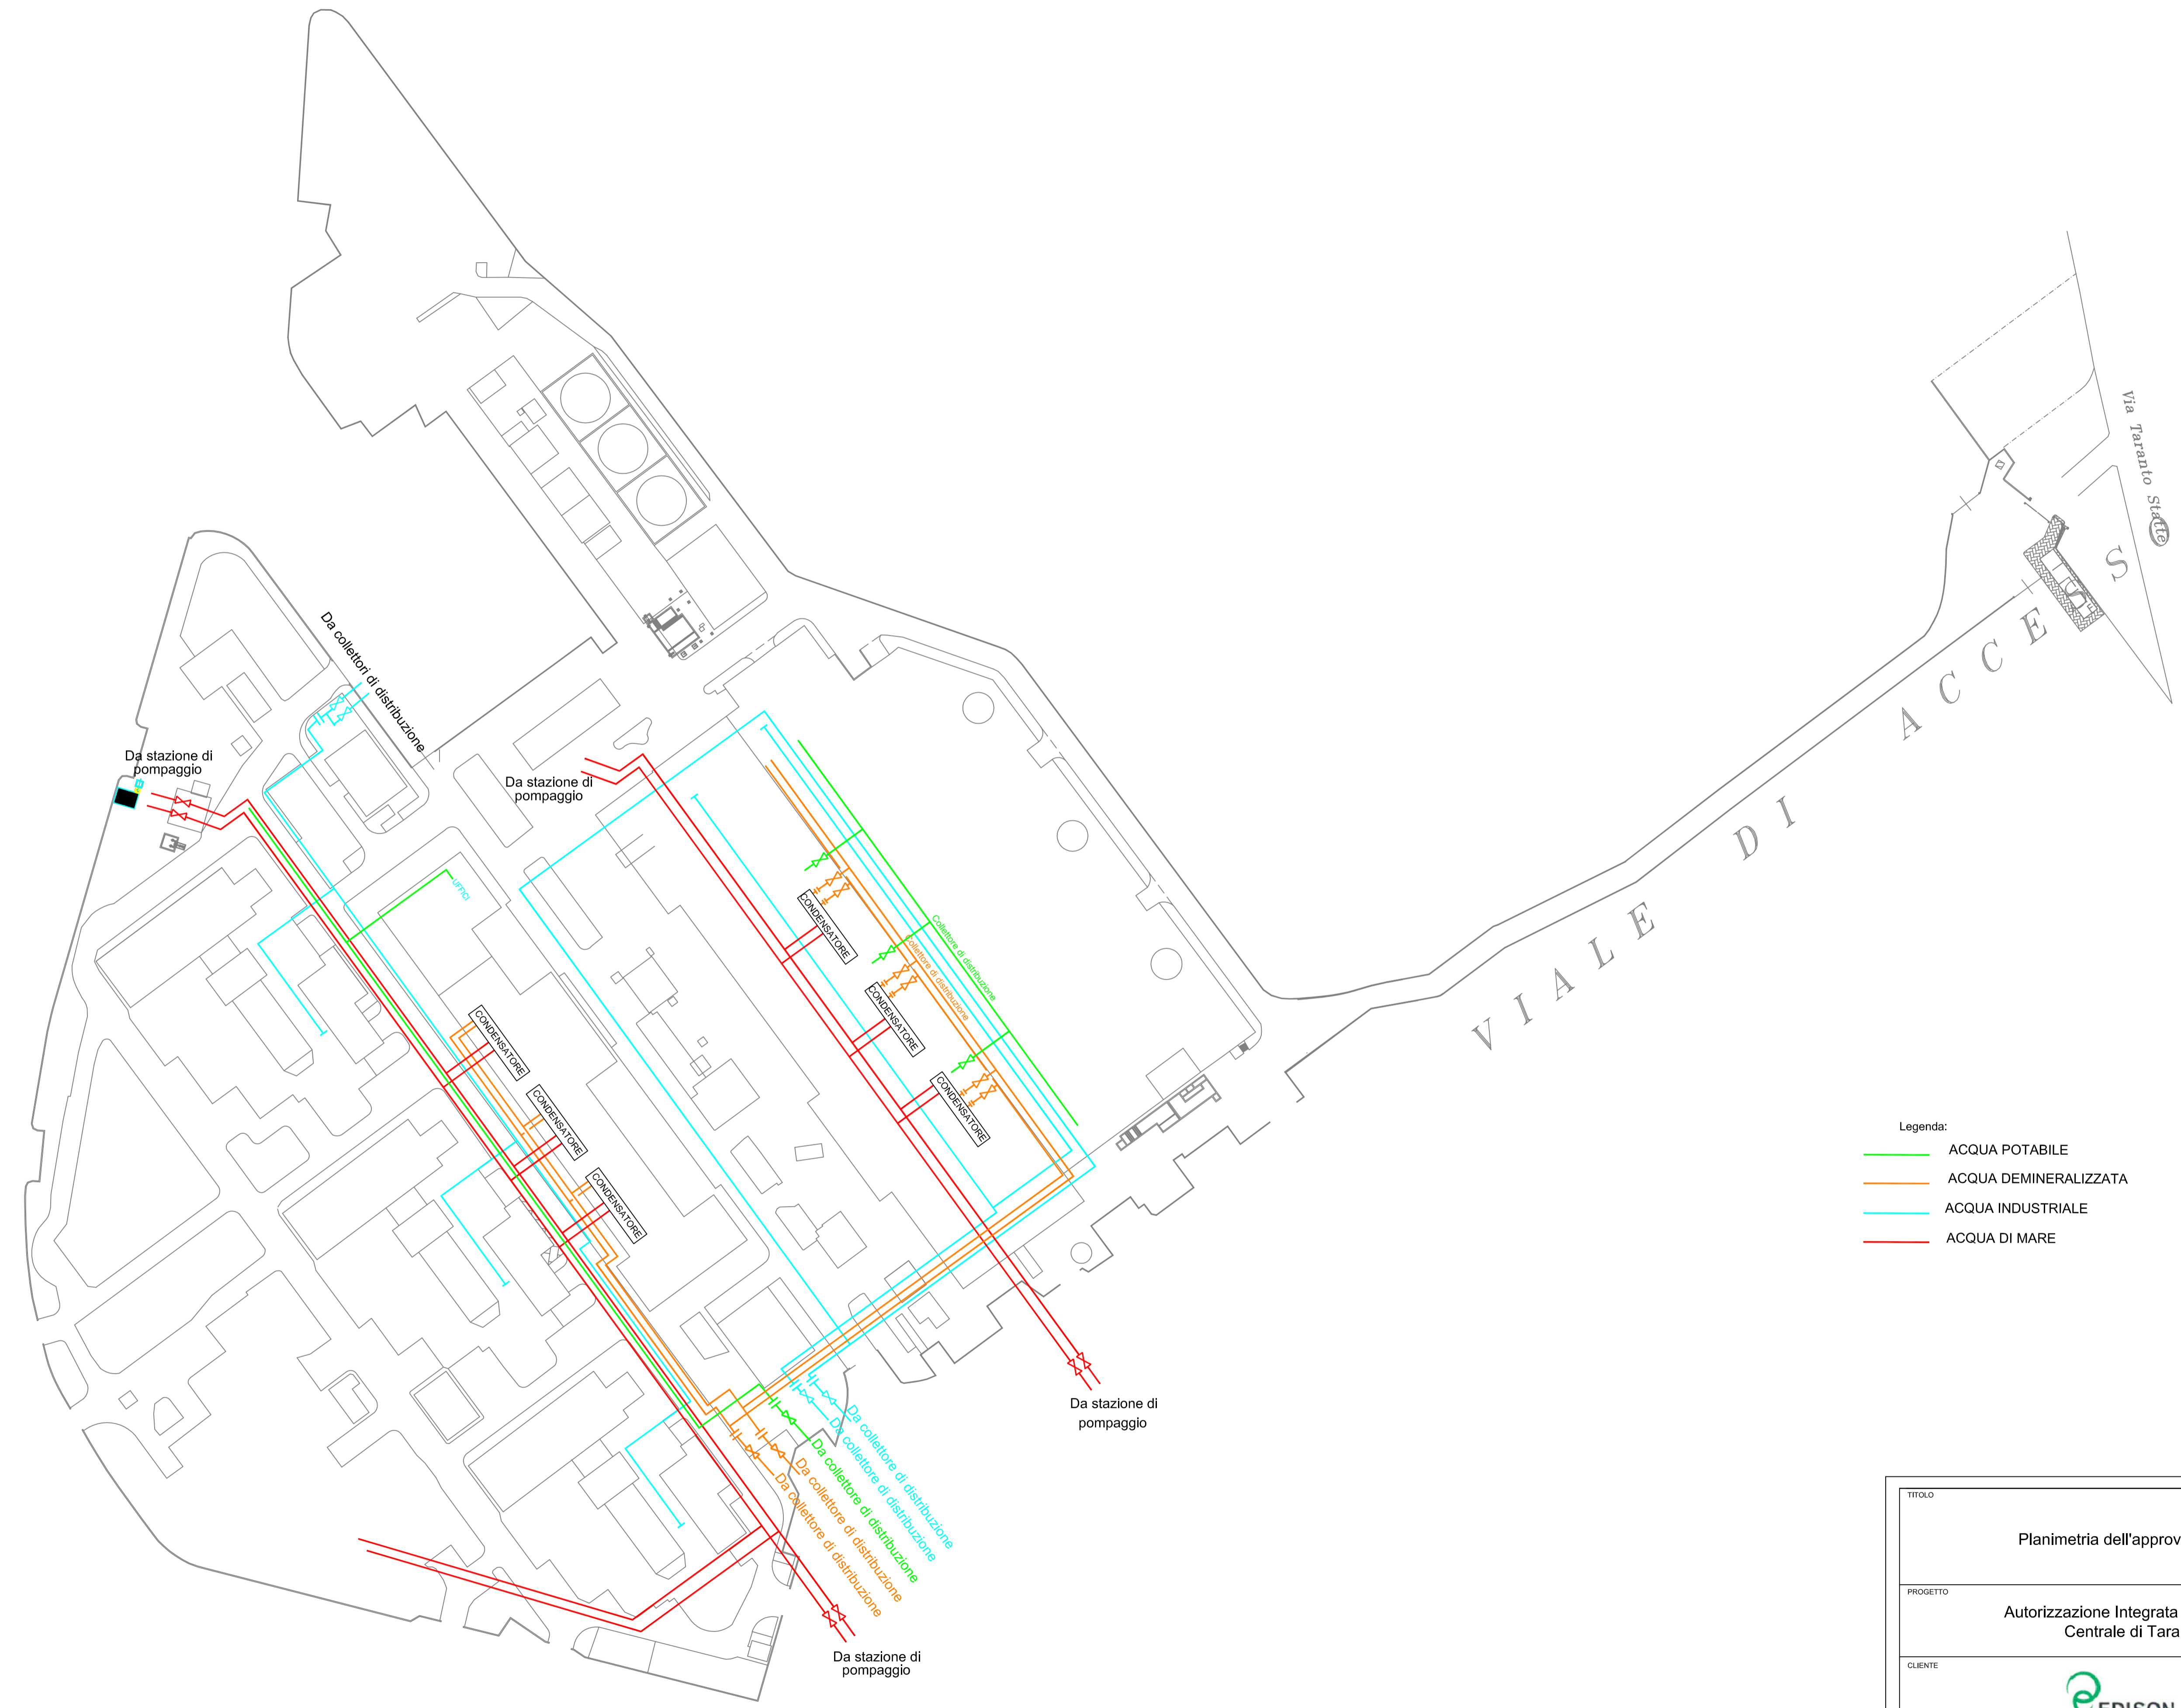 Da collettori di distribuzione
Da stazione di
pompaggio
Da stazione di
pompaggio
UFFICI
CONDENSATORE
CONDENSATORE
CONDENSATORE
CONDENSATORE
CONDENSATORE
CONDENSATORE
Collettore di distribuzione
Collettore di distribuzione
Via Taranto Statte
VIALE DI ACCESSO
Legenda:
ACQUA POTABILE
ACQUA DEMINERALIZZATA
ACQUA INDUSTRIALE
ACQUA DI MARE
Da stazione di
pompaggio
Da collettore di distribuzione
Da collettore di distribuzione
Da collettore di distribuzione
Da collettore di distribuzione
Da collettore di distribuzione
Da stazione di
pompaggio
TITOLO
Planimetria dell'approv
PROGETTO
Autorizzazione Integrata
Centrale di Tara
CLIENTE
EDISON